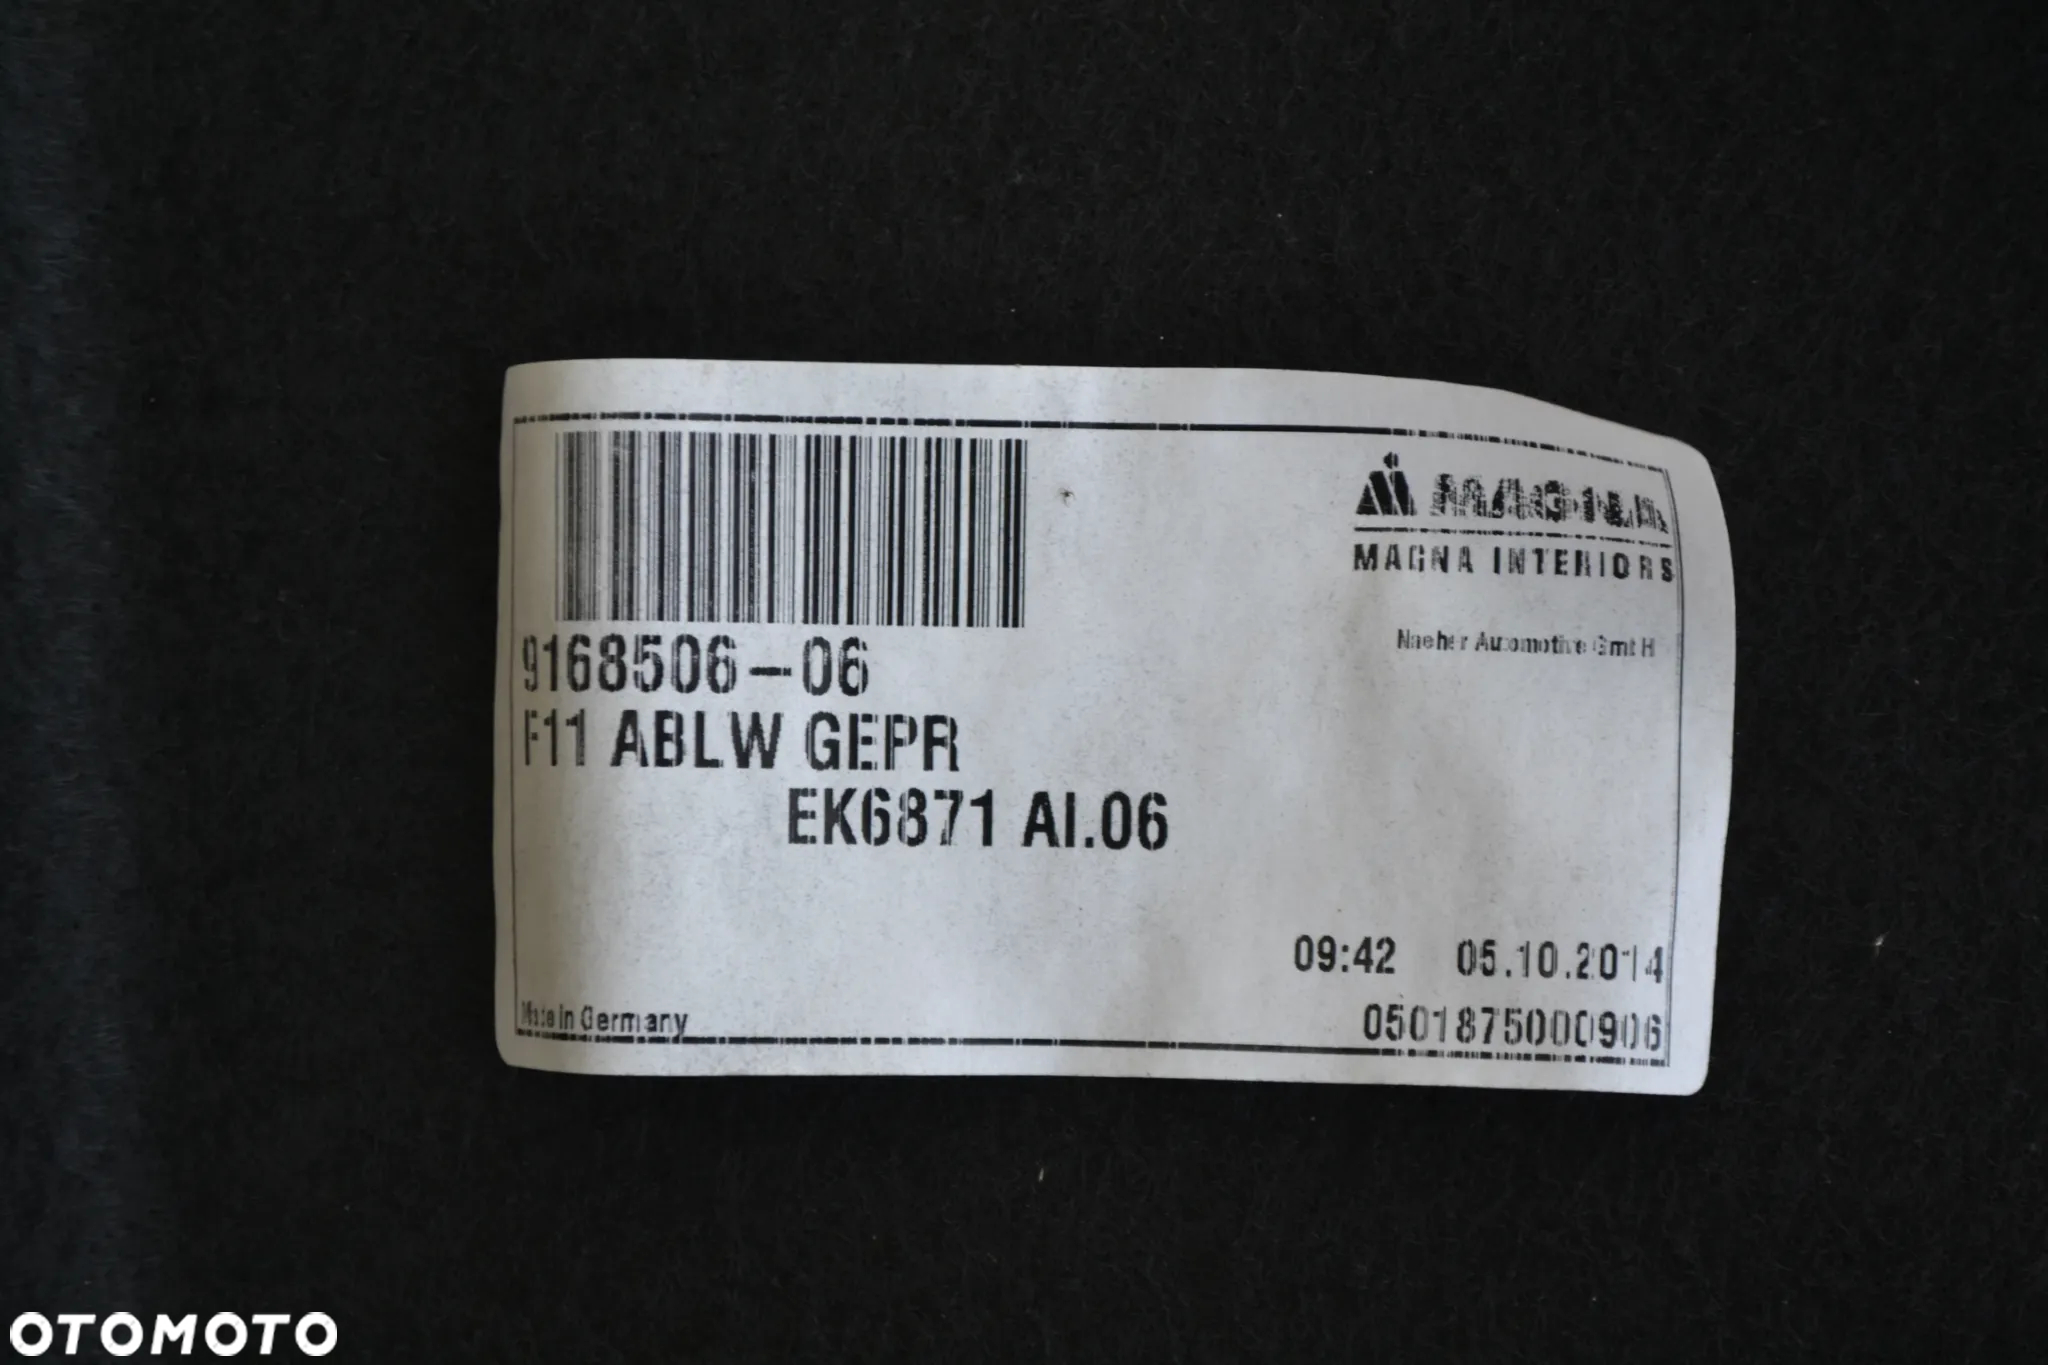 MAGNA
MAGNA INTERIORS
Naeher Automotive GmbH
9168506-06
F11 ABLW GEPR
EK6871 AI.06
09:42 05.10.2014
Made in Germany
0501875000906
OTOMOTO